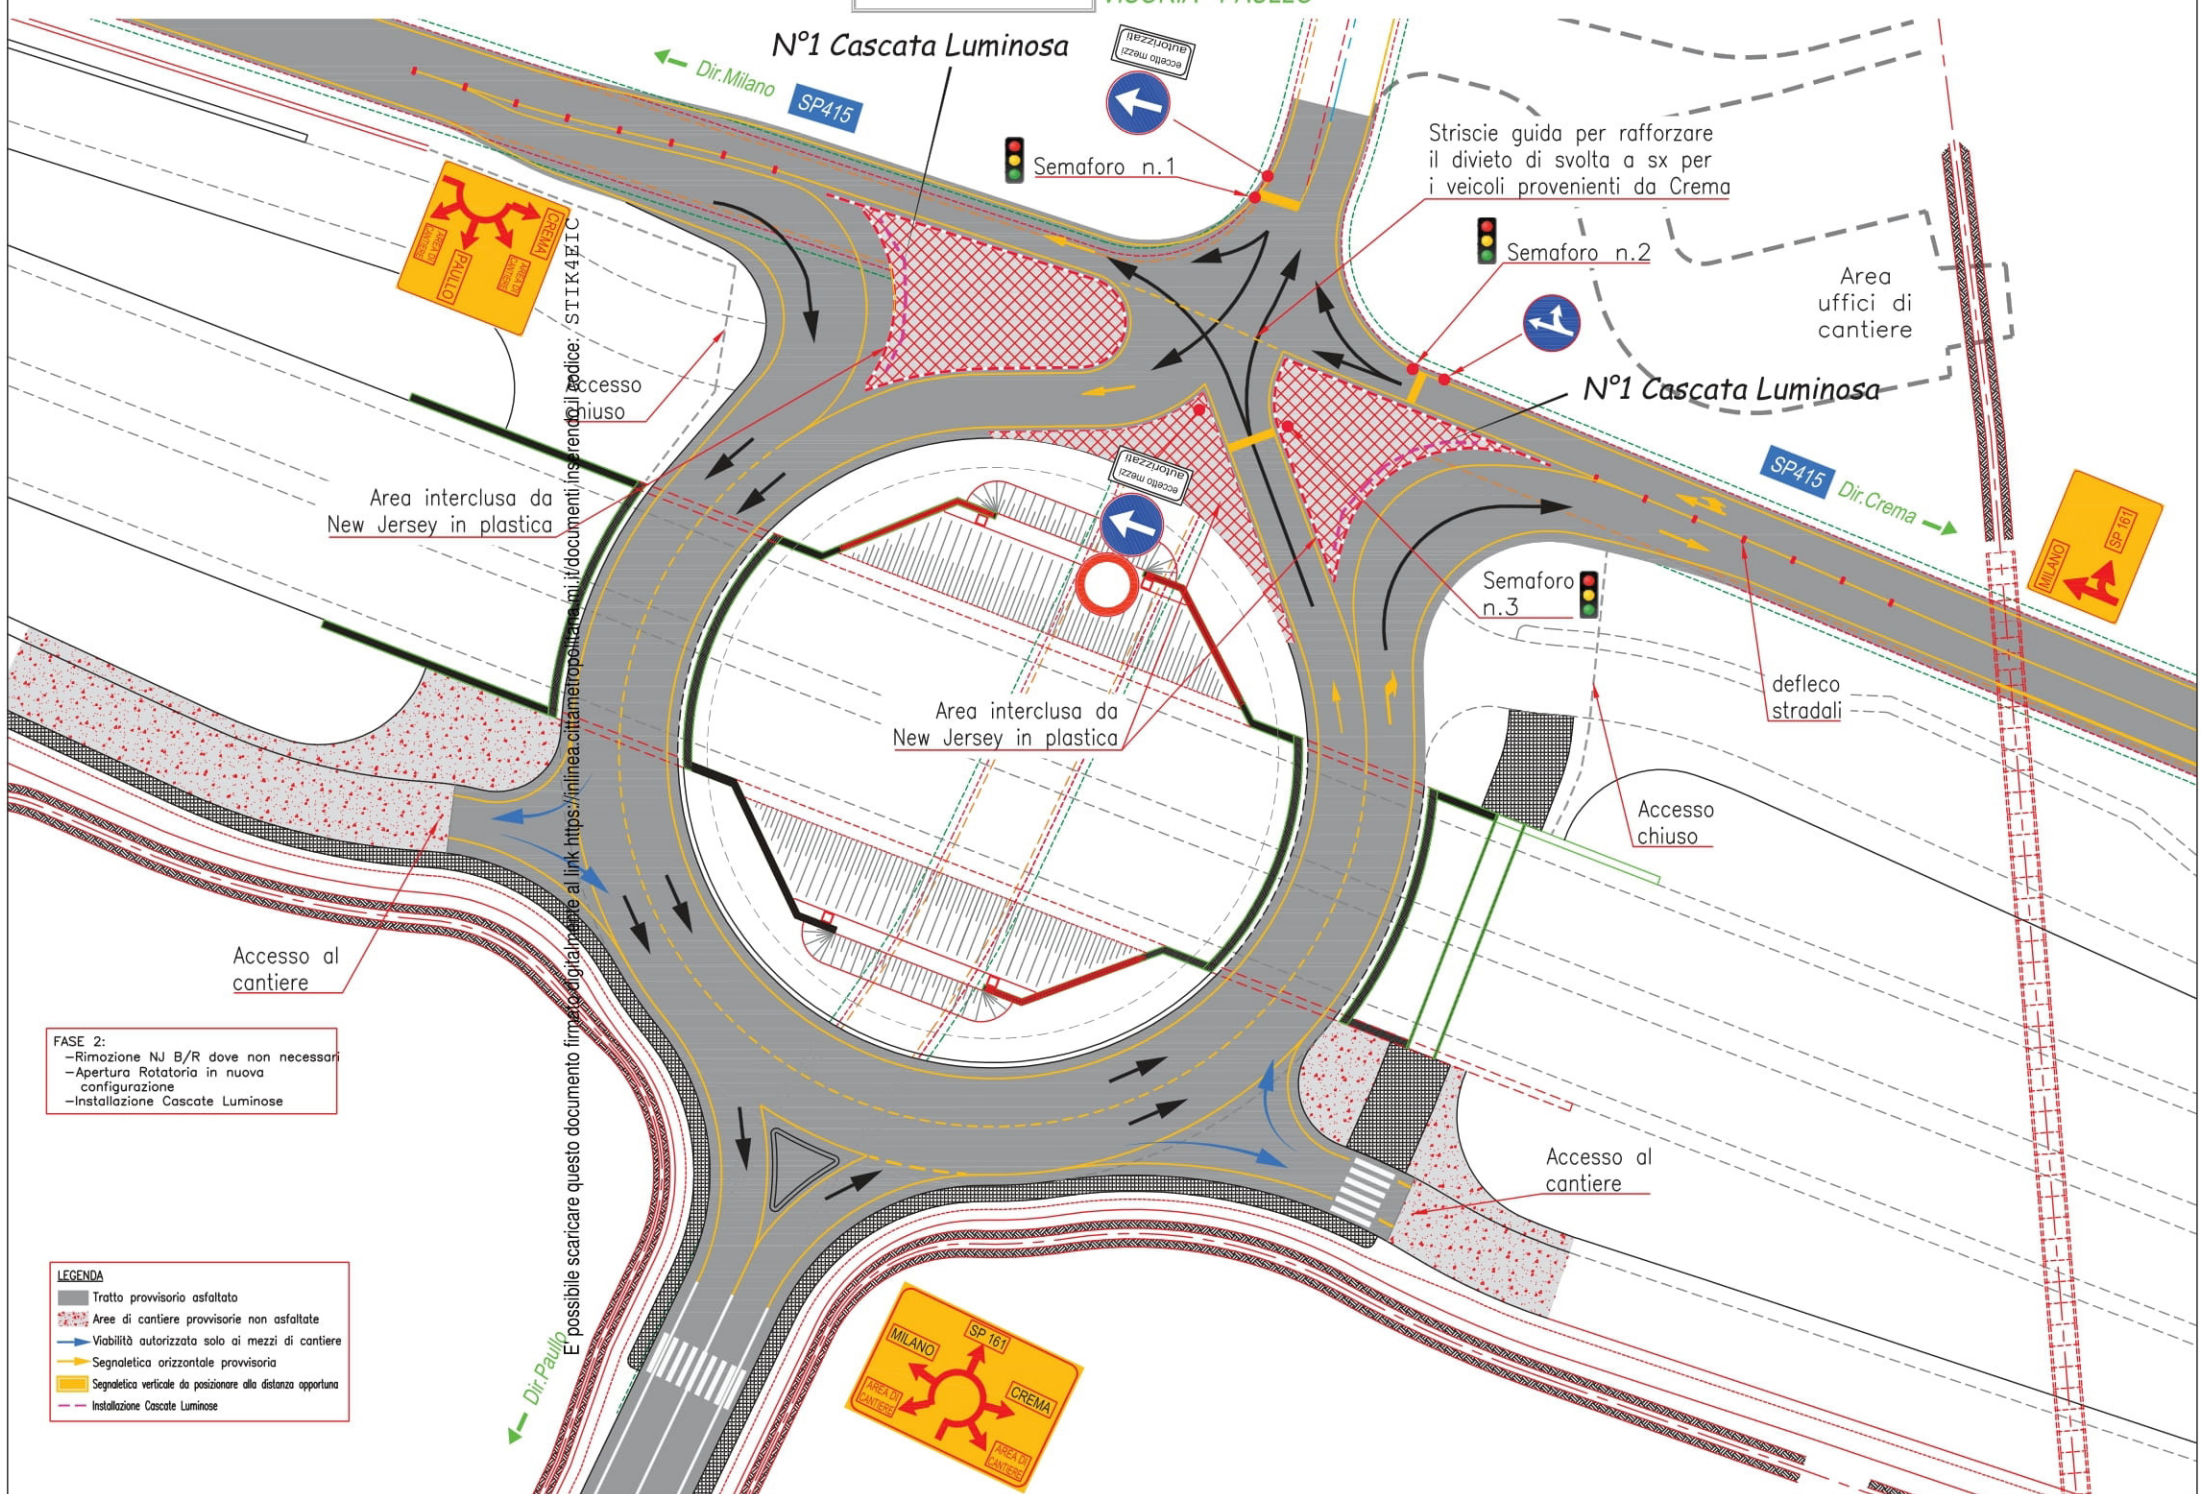 N°1 Cascata Luminosa
eccetto mezzi
autorizzati
Dir.Milano
SP415
Semaforo n.1
Striscie guida per rafforzare
il divieto di svolta a sx per
i veicoli provenienti da Crema
Semaforo n.2
Area
uffici di
cantiere
N°1 Cascata Luminosa
CREMA
AREA DI
CANTIERE
PAULLO
AREA DI
CANTIERE
Accesso
chiuso
Area interclusa da
New Jersey in plastica
eccetto mezzi
autorizzati
SP415
Dir.Crema
MILANO
SP 161
Semaforo
n.3
defleco
stradali
Area interclusa da
New Jersey in plastica
Accesso
chiuso
Accesso al
cantiere
E' possibile scaricare questo documento firmato digitalmente al link https://inlinea.cittametropolitana.mi.it/documenti inserendo il codice: STIK4EIC
FASE 2:
-Rimozione NJ B/R dove non necessari
-Apertura Rotatoria in nuova
configurazione
-Installazione Cascate Luminose
Accesso al
cantiere
LEGENDA
Tratto provvisorio asfaltato
Aree di cantiere provvisorie non asfaltate
Viabilità autorizzata solo ai mezzi di cantiere
Segnaletica orizzontale provvisoria
Segnaletica verticale da posizionare alla distanza opportuna
Installazione Cascate Luminose
Dir.Paullo
SP 161
MILANO
CREMA
AREA DI
CANTIERE
AREA DI
CANTIERE